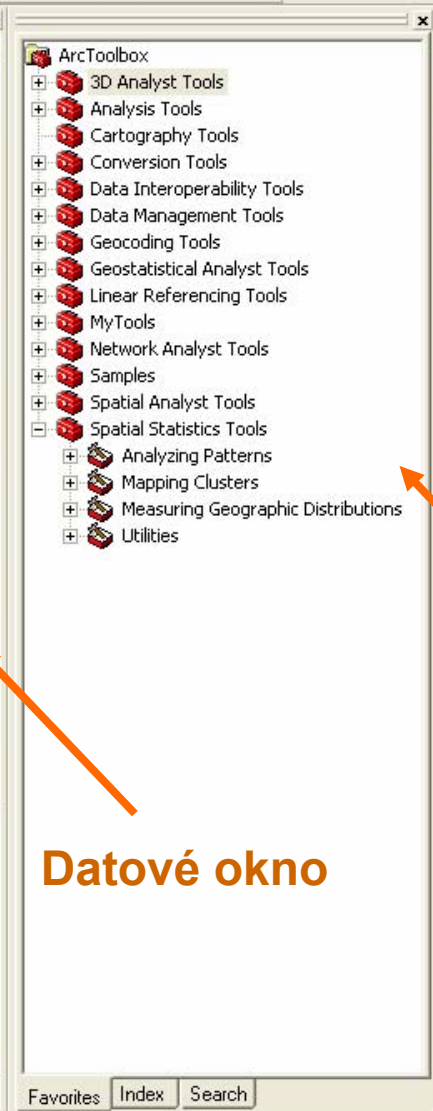 ArcToolbox
3D Analyst Tools
Analysis Tools
Cartography Tools
Conversion Tools
Data Interoperability Tools
Data Management Tools
Geocoding Tools
Geostatistical Analyst Tools
Linear Referencing Tools
MyTools
Network Analyst Tools
Samples
Spatial Analyst Tools
Spatial Statistics Tools
Analyzing Patterns
Mapping Clusters
Measuring Geographic Distributions
Utilities
Datové okno
Favorites Index Search